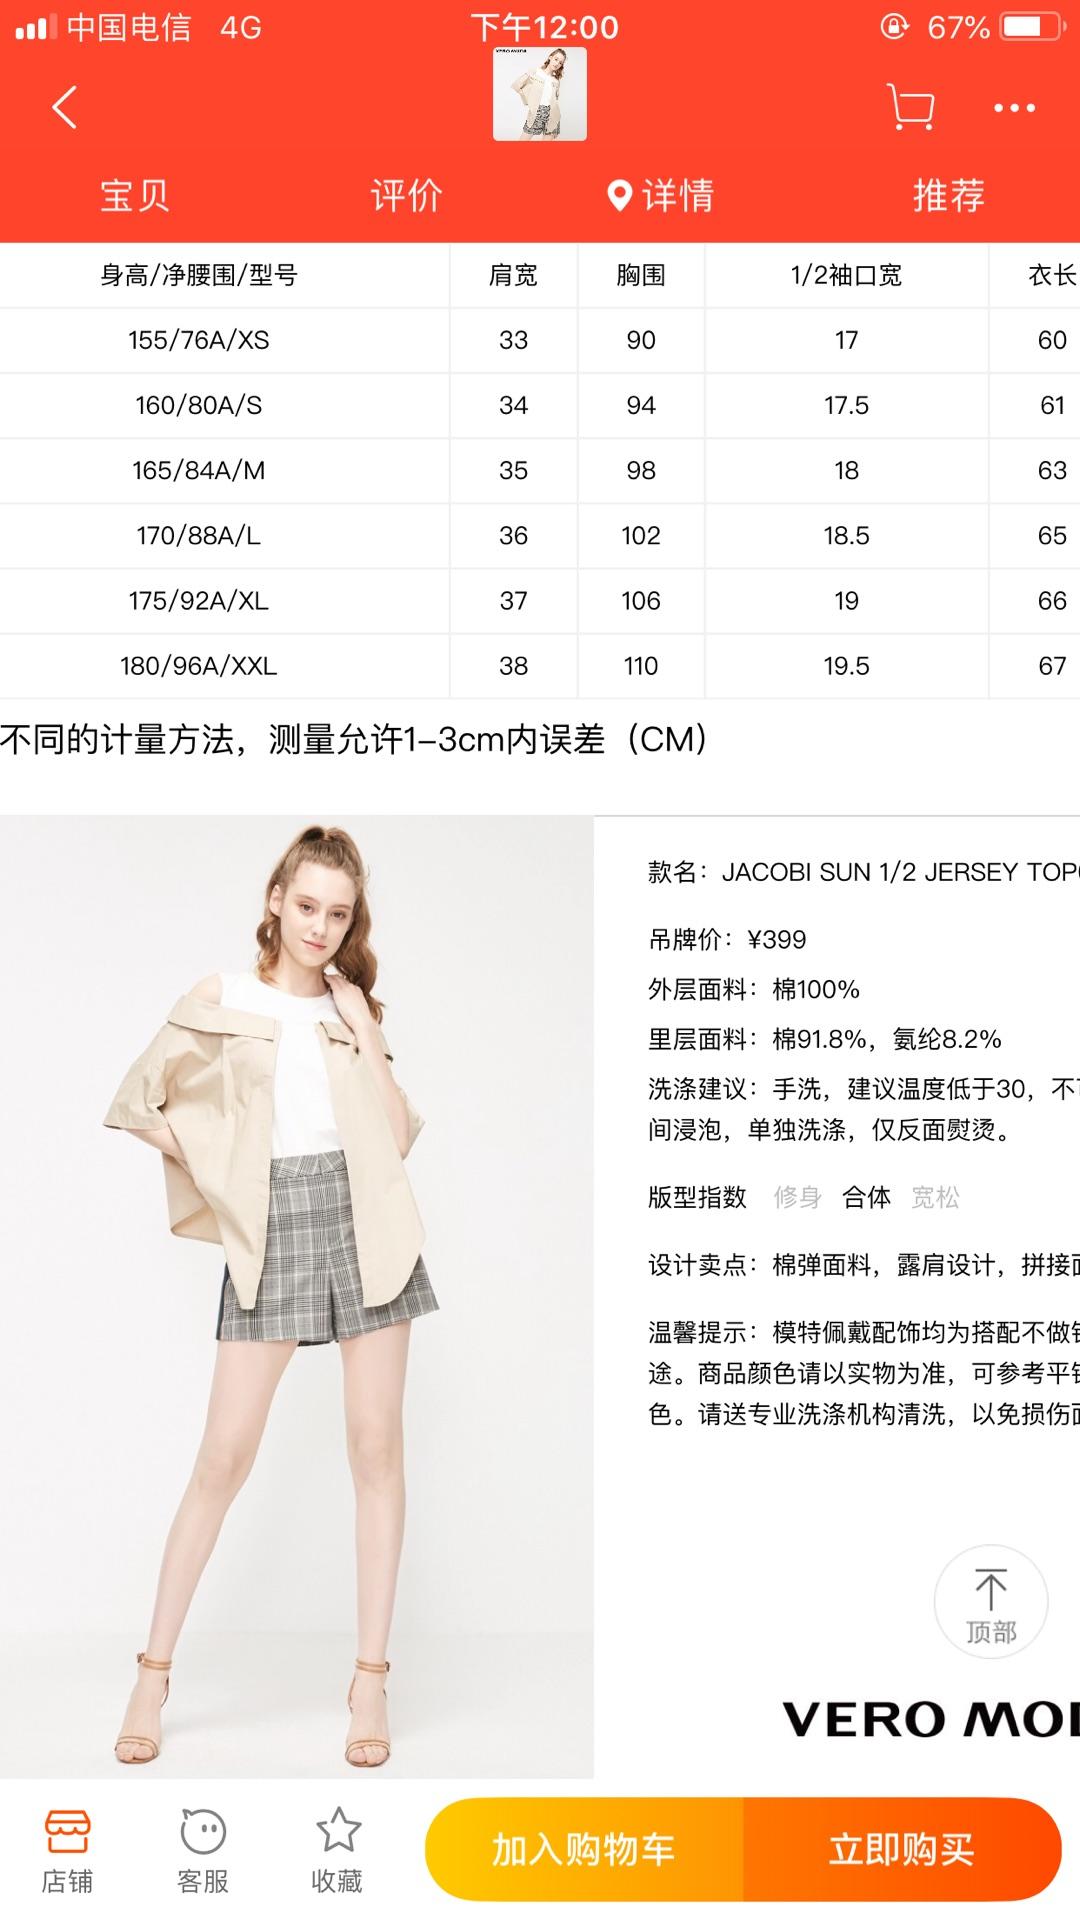 中国电信 4G 下午12:00 67%
VERO MODA
宝贝 评价 详情 推荐
身高/净腰围/型号 肩宽 胸围 1/2袖口宽 衣长
155/76A/XS 33 90 17 60
160/80A/S 34 94 17.5 61
165/84A/M 35 98 18 63
170/88A/L 36 102 18.5 65
175/92A/XL 37 106 19 66
180/96A/XXL 38 110 19.5 67
不同的计量方法，测量允许1-3cm内误差（CM）
款名：JACOBI SUN 1/2 JERSEY TOP
吊牌价：¥399
外层面料：棉100%
里层面料：棉91.8%，氨纶8.2%
洗涤建议：手洗，建议温度低于30，不
间浸泡，单独洗涤，仅反面熨烫。
版型指数 修身 合体 宽松
设计卖点：棉弹面料，露肩设计，拼接
温馨提示：模特佩戴配饰均为搭配不做
途。商品颜色请以实物为准，可参考平
色。请送专业洗涤机构清洗，以免损伤
顶部
VERO MO
店铺 客服 收藏 加入购物车 立即购买